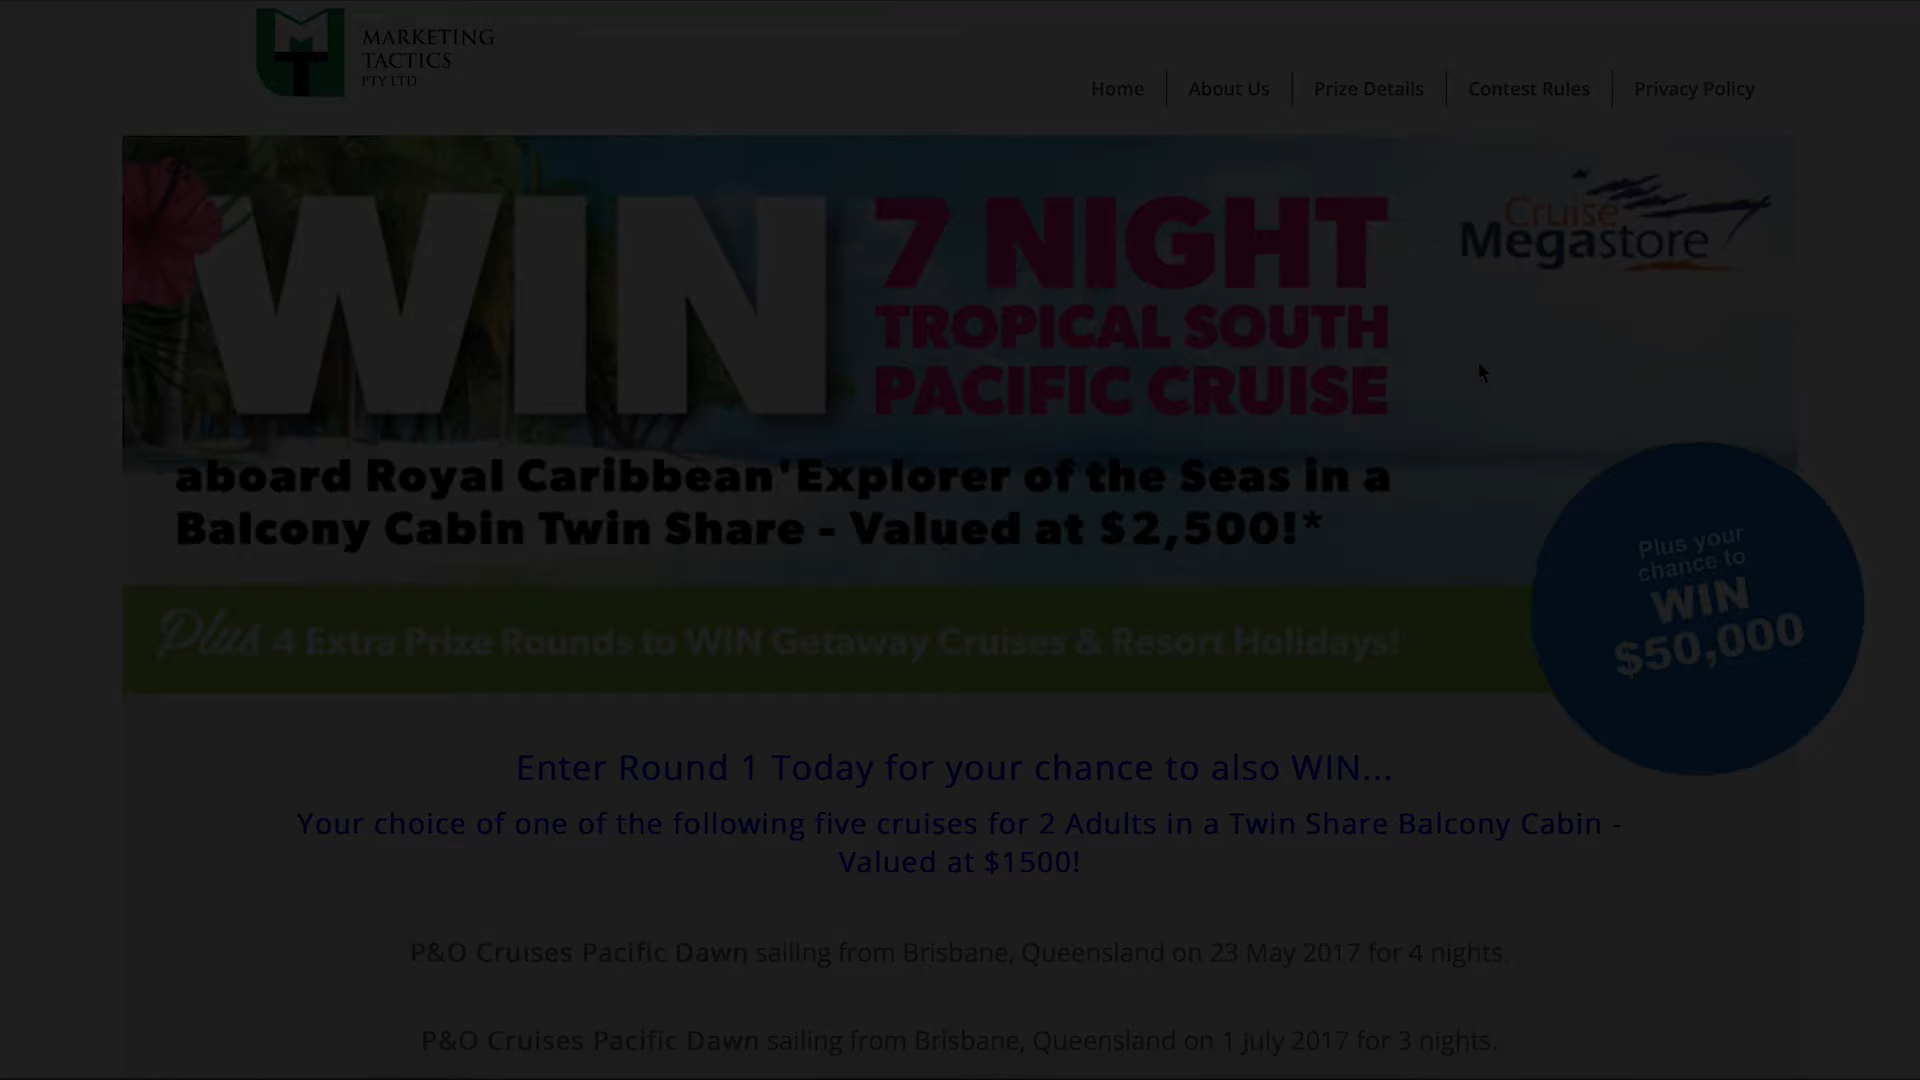 MARKETING
TACTICS
PTY LTD
Home
About Us
Prize Details
Contest Rules
Privacy Policy
WIN
7 NIGHT
TROPICAL SOUTH
PACIFIC CRUISE
Cruise
Megastore
aboard Royal Caribbean'Explorer of the Seas in a
Balcony Cabin Twin Share - Valued at $2,500!*
Plus your
chance to
WIN
$50,000
Plus 4 Extra Prize Rounds to WIN Getaway Cruises & Resort Holidays!
Enter Round 1 Today for your chance to also WIN...
Your choice of one of the following five cruises for 2 Adults in a Twin Share Balcony Cabin -
Valued at $1500!
P&O Cruises Pacific Dawn sailing from Brisbane, Queensland on 23 May 2017 for 4 nights.
P&O Cruises Pacific Dawn sailing from Brisbane, Queensland on 1 July 2017 for 3 nights.